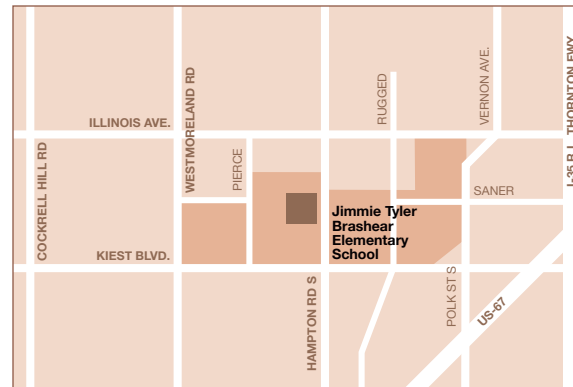 ILLINOIS AVE.
COCKRELL HILL RD
WESTMORELAND RD
PIERCE
RUGGED
VERNON AVE.
I-35 R.L. THORNTON FWY
SANER
Jimmie Tyler
Brashear
Elementary
School
KIEST BLVD.
HAMPTON RD S
POLK ST S
US-67